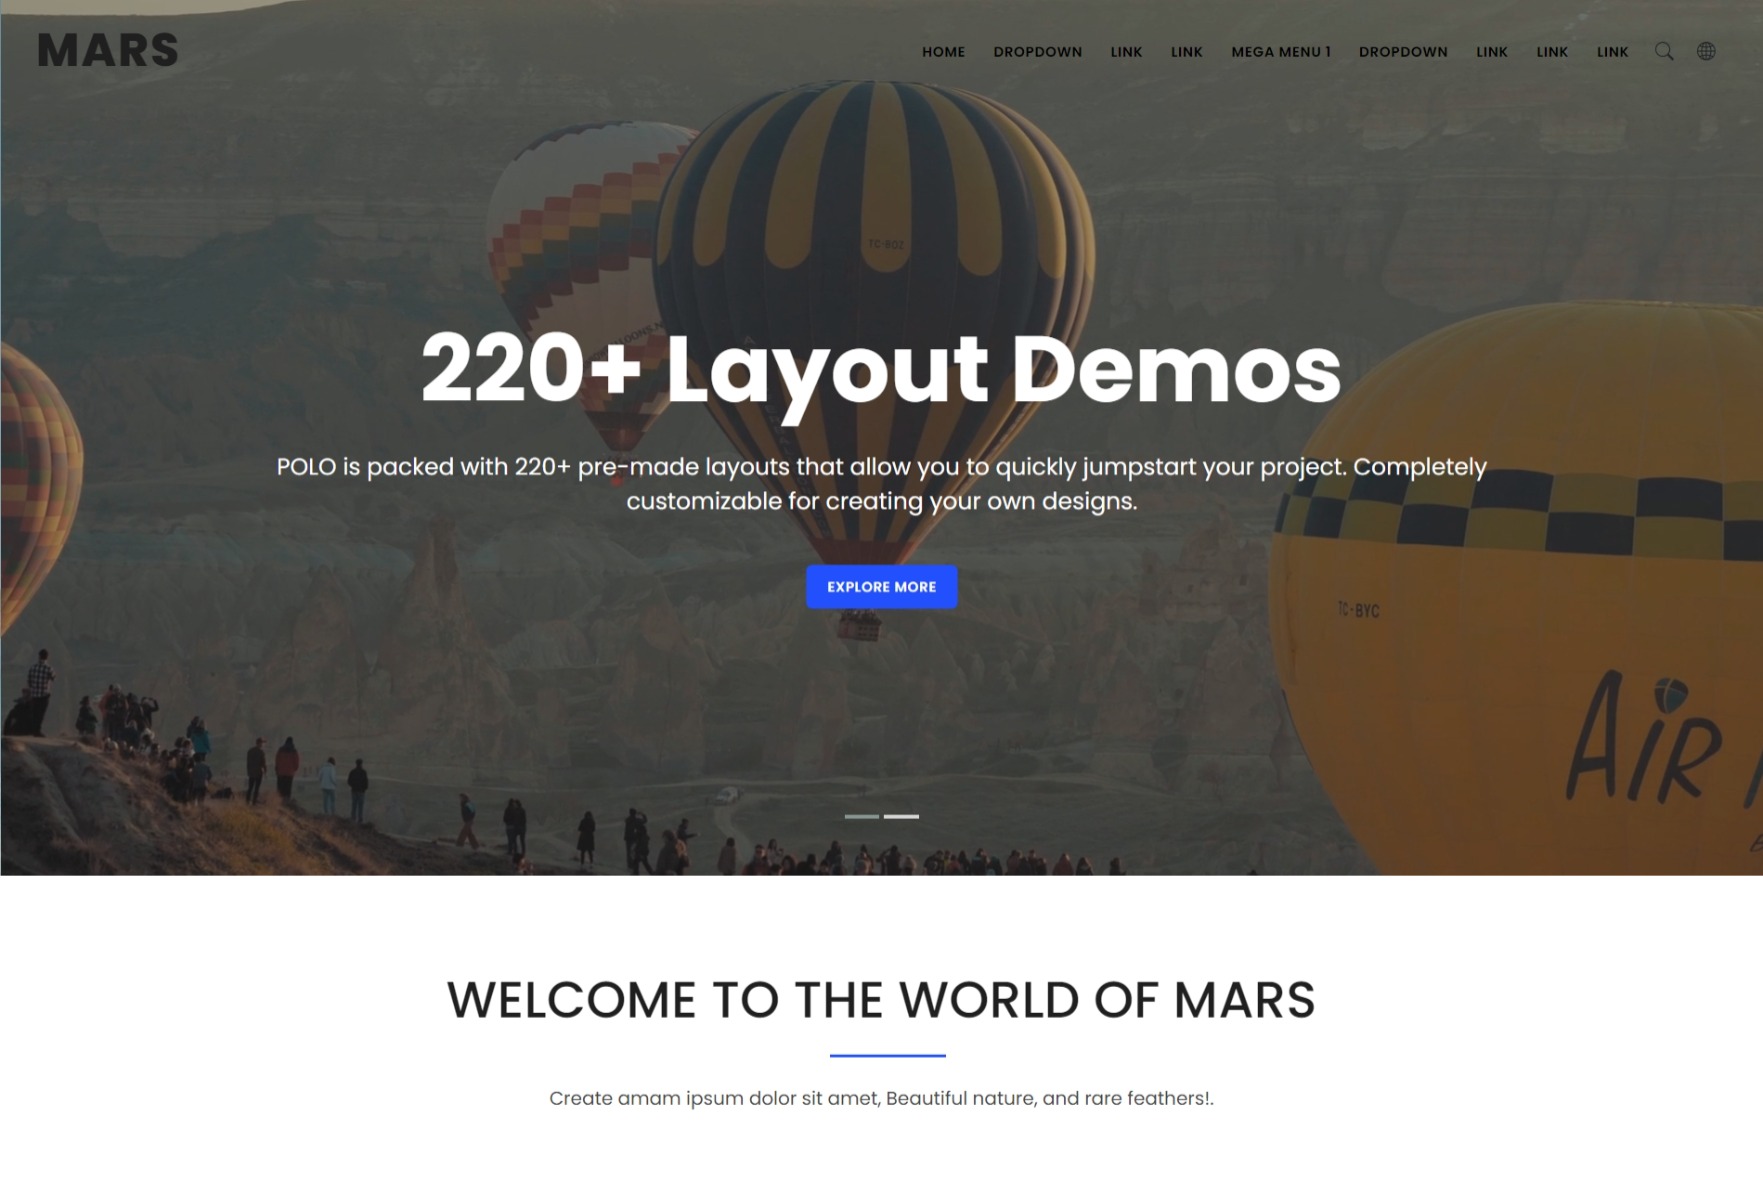 MARS
HOME DROPDOWN LINK LINK MEGA MENU 1 DROPDOWN LINK LINK LINK
TC-BOZ
220+ Layout Demos
POLO is packed with 220+ pre-made layouts that allow you to quickly jumpstart your project. Completely
customizable for creating your own designs.
EXPLORE MORE
TC-BYC
AiR
WELCOME TO THE WORLD OF MARS
Create amam ipsum dolor sit amet, Beautiful nature, and rare feathers!.